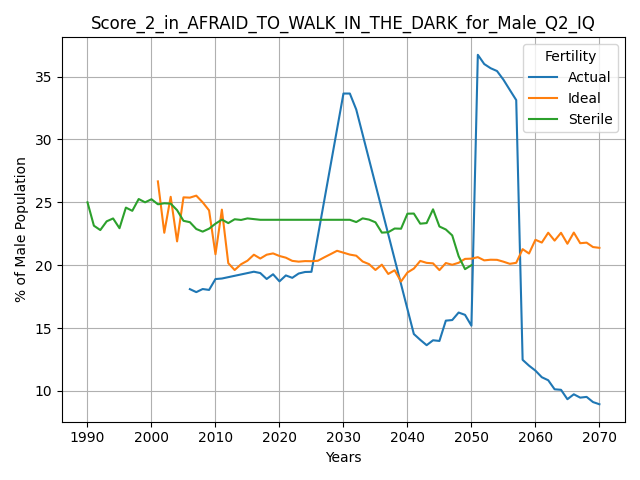 Score_2_in_AFRAID_TO_WALK_IN_THE_DARK_for_Male_Q2_IQ
Fertility
Actual
Ideal
Sterile
% of Male Population
35
30
25
20
15
10
1990 2000 2010 2020 2030 2040 2050 2060 2070
Years